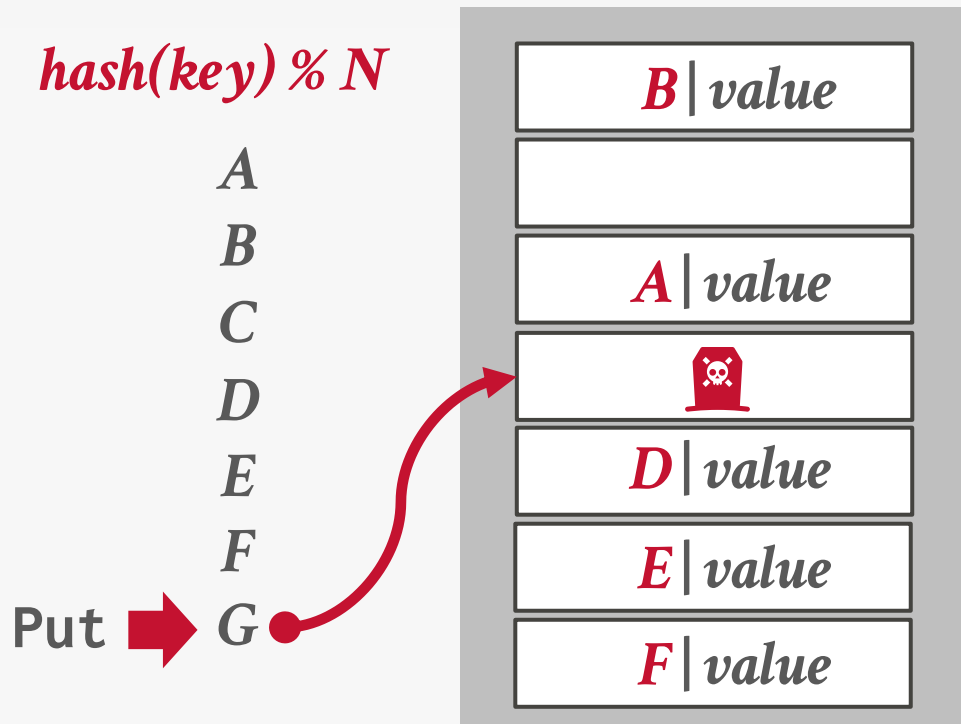 hash(key) % N
A
B
C
D
E
F
Put G
B|value
A|value
D|value
E|value
F|value